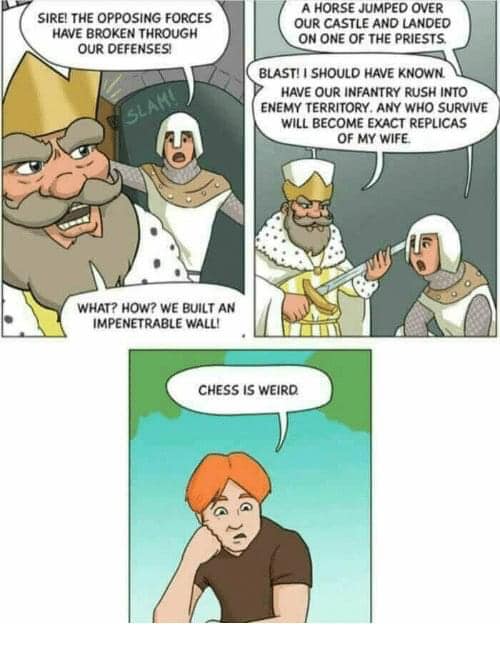 SIRE! THE OPPOSING FORCES
HAVE BROKEN THROUGH
OUR DEFENSES!
SLAM!
WHAT? HOW? WE BUILT AN
IMPENETRABLE WALL!
A HORSE JUMPED OVER
OUR CASTLE AND LANDED
ON ONE OF THE PRIESTS.
BLAST! I SHOULD HAVE KNOWN.
HAVE OUR INFANTRY RUSH INTO
ENEMY TERRITORY. ANY WHO SURVIVE
WILL BECOME EXACT REPLICAS
OF MY WIFE.
CHESS IS WEIRD.